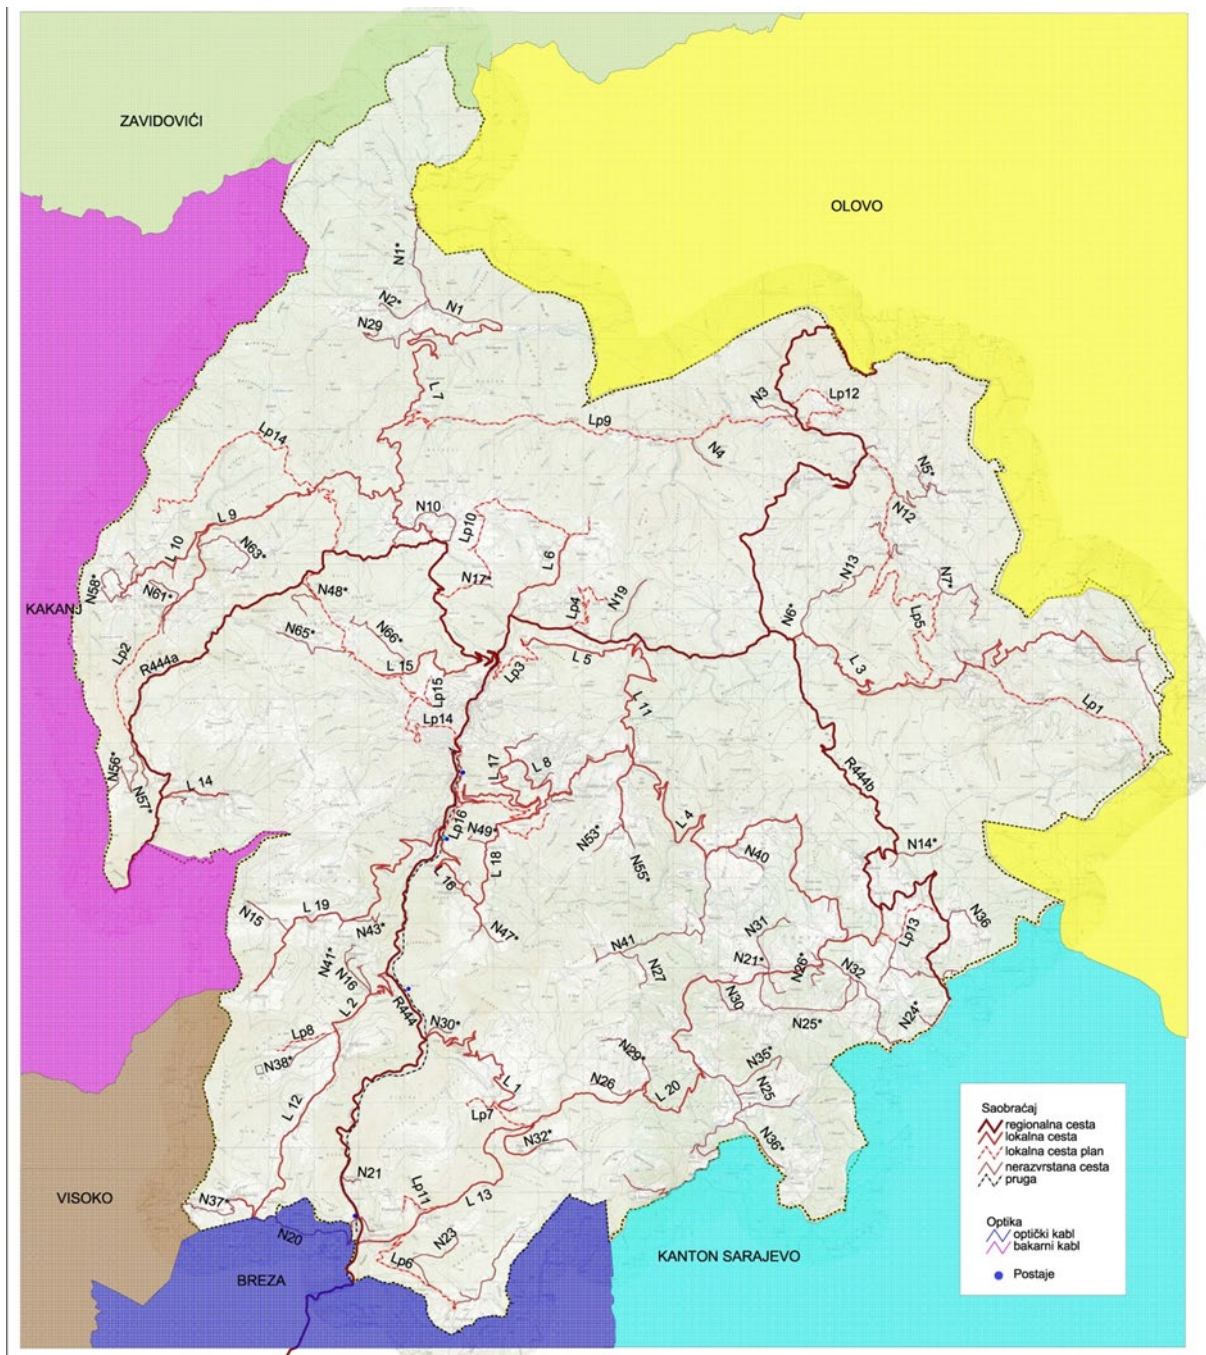 ZAVIDOVIĆI
OLOVO
N1*
N2*
N1
N29
L 7
N3
Lp12
Lp9
N4
Lp14
N5*
N12
L 9
N10
Lp10
L 10
N63*
L 6
N13
N58*
N61*
N17*
N7*
KAKANJ
N48*
Lp4
N19
N6*
Lp5
N65*
N66*
Lp2
R444a
L 15
Lp3
L 5
L 3
Lp15
L 11
Lp1
Lp14
N56*
N57*
L 14
L 17
L 8
R444b
Lp16
N49*
L 4
N53*
N14*
L 16
L 18
N55*
N40
N15
L 19
N43*
N47*
N31
N36
Lp13
N41*
N16
N41
N27
N21*
N26*
N32
L 2
R444
N30
N30*
N25*
N24*
Lp8
N38*
N29*
N35*
L 1
N26
L 20
N25
L 12
Lp7
N32*
N36*
N21
VISOKO
N37*
Lp11
L 13
N20
N23
Lp6
BREZA
KANTON SARAJEVO
Saobraćaj
regionalna cesta
lokalna cesta
lokalna cesta plan
nerazvrstana cesta
pruga
Optika
optički kabl
bakarni kabl
Postaje